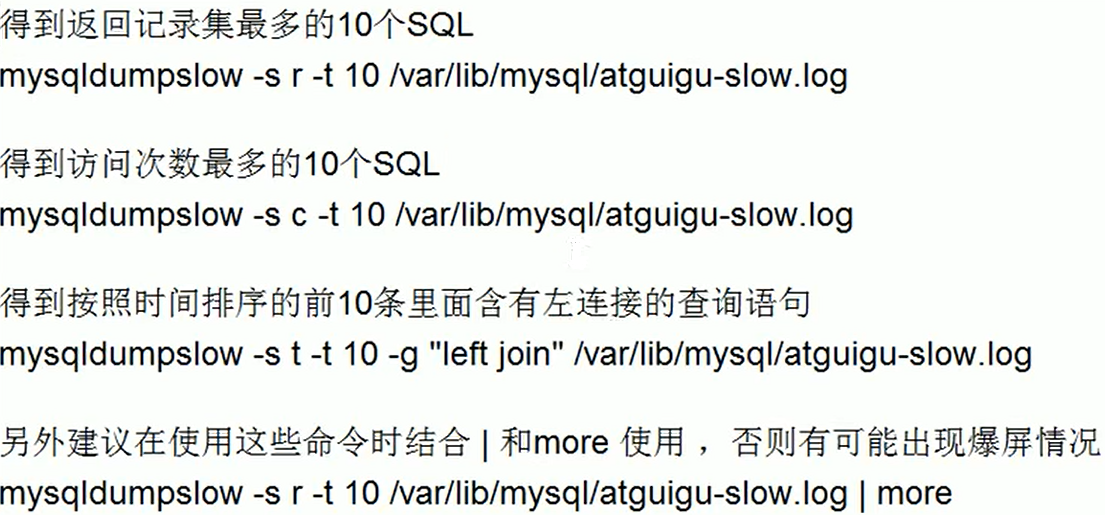 得到返回记录集最多的10个SQL
mysqldumpslow -s r -t 10 /var/lib/mysql/atguigu-slow.log
得到访问次数最多的10个SQL
mysqldumpslow -s c -t 10 /var/lib/mysql/atguigu-slow.log
得到按照时间排序的前10条里面含有左连接的查询语句
mysqldumpslow -s t -t 10 -g "left join" /var/lib/mysql/atguigu-slow.log
另外建议在使用这些命令时结合 | 和more 使用 ，否则有可能出现爆屏情况
mysqldumpslow -s r -t 10 /var/lib/mysql/atguigu-slow.log | more